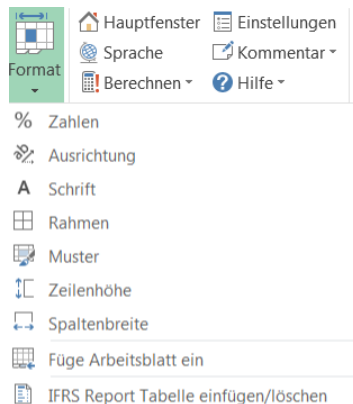 Hauptfenster Einstellungen
Sprache Kommentar
Format
Berechnen Hilfe
% Zahlen
Ausrichtung
A Schrift
Rahmen
Muster
Zeilenhöhe
Spaltenbreite
Füge Arbeitsblatt ein
IFRS Report Tabelle einfügen/löschen